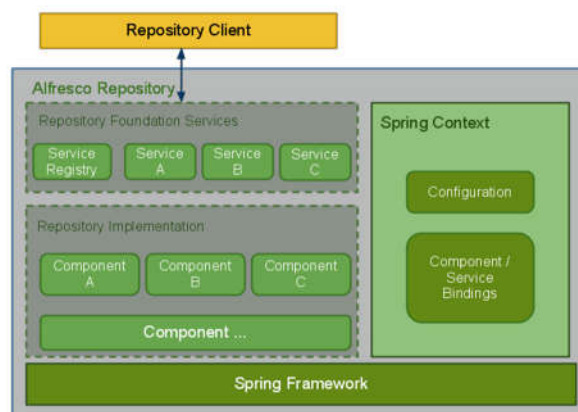 Repository Client
Alfresco Repository
Repository Foundation Services
Service
Registry
Service
A
Service
B
Service
C
Repository Implementation
Component
A
Component
B
Component
C
Component ...
Spring Context
Configuration
Component /
Service
Bindings
Spring Framework